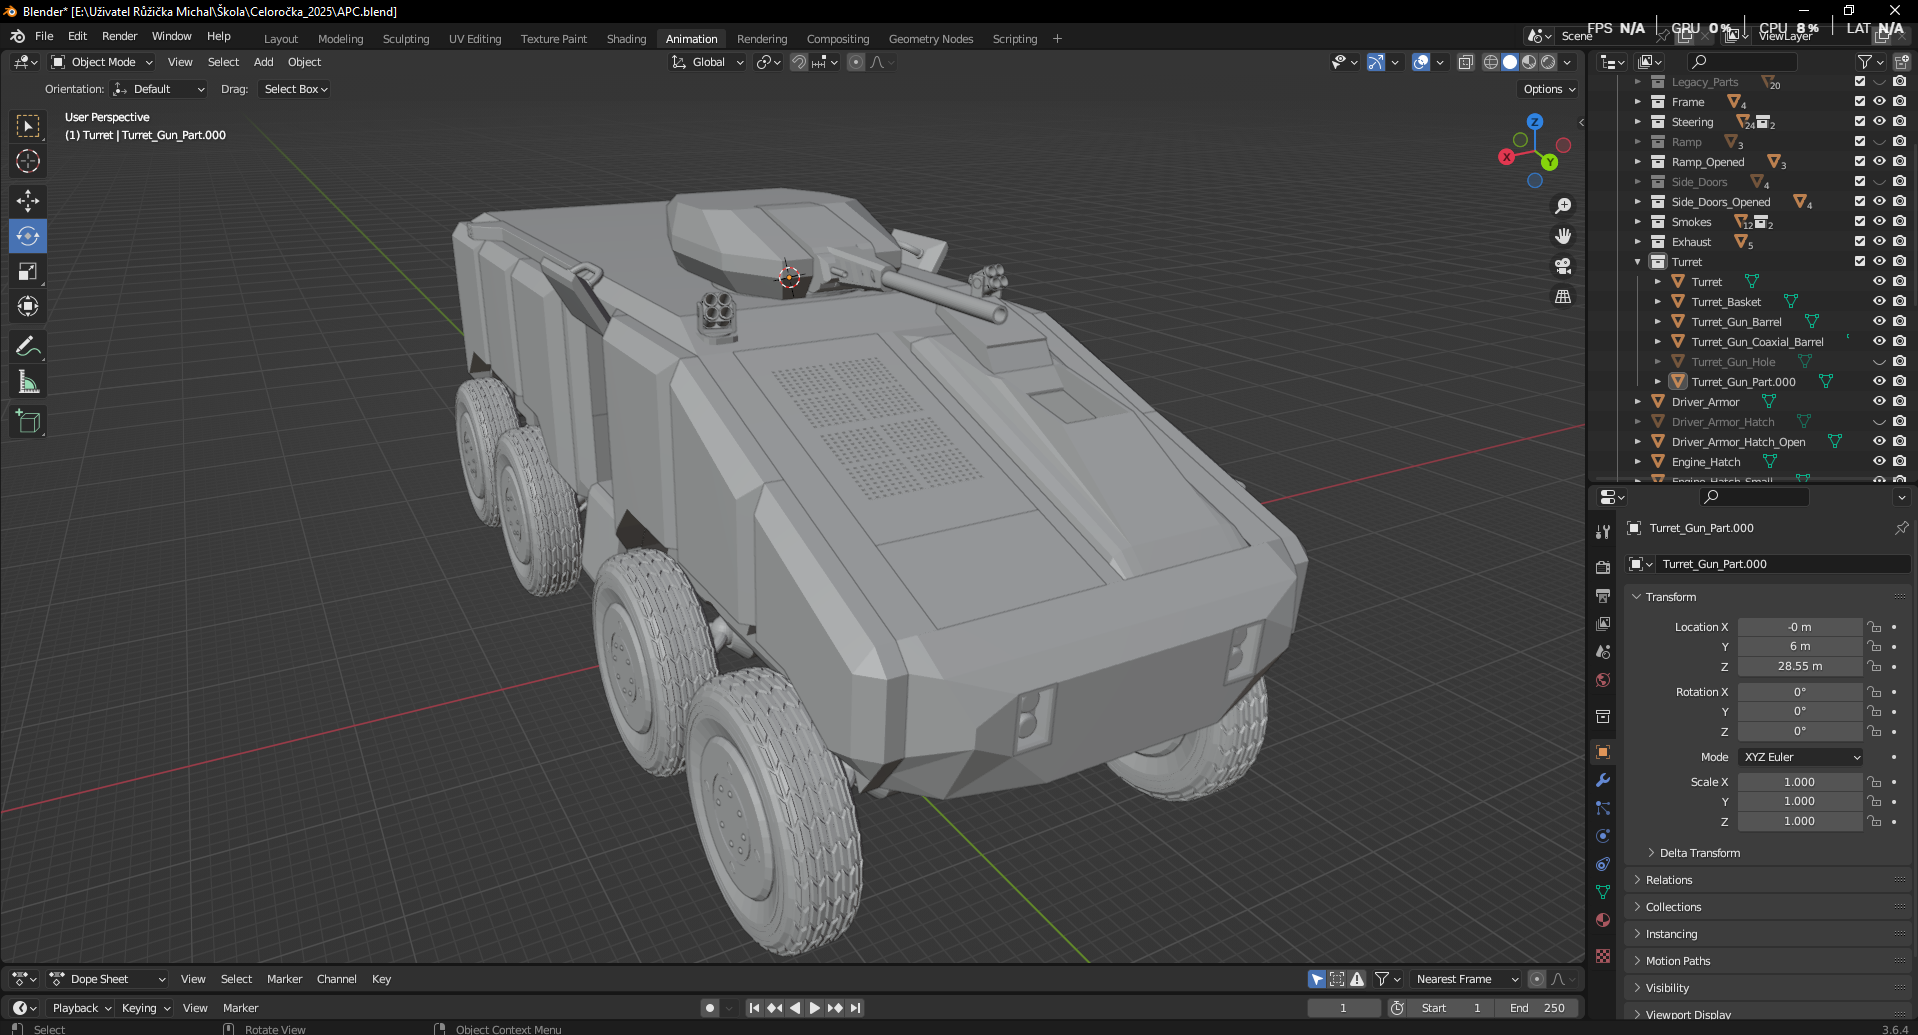 Blender* [E:\Uživatel Růžička Michal\Škola\Celoročka_2025\APC.blend]
FPS N/A GRU 0% CPU 8% LAT N/A
File Edit Render Window Help Layout Modeling Sculpting UV Editing Texture Paint Shading Animation Rendering Compositing Geometry Nodes Scripting + Scene ViewLayer
Object Mode View Select Add Object Global
Orientation: Default Drag: Select Box Options
User Perspective
(1) Turret | Turret_Gun_Part.000
Z
X
Y
Legacy_Parts 20
Frame 4
Steering 24 2
Ramp 3
Ramp_Opened 3
Side_Doors 4
Side_Doors_Opened 4
Smokes 12 2
Exhaust 5
Turret
Turret
Turret_Basket
Turret_Gun_Barrel
Turret_Gun_Coaxial_Barrel
Turret_Gun_Hole
Turret_Gun_Part.000
Driver_Armor
Driver_Armor_Hatch
Driver_Armor_Hatch_Open
Engine_Hatch
Engine_Hatch_Small
Turret_Gun_Part.000
Turret_Gun_Part.000
Transform
Location X -0 m
Y 6 m
Z 28.55 m
Rotation X 0°
Y 0°
Z 0°
Mode XYZ Euler
Scale X 1.000
Y 1.000
Z 1.000
Delta Transform
Relations
Collections
Instancing
Motion Paths
Visibility
Viewport Display
Dope Sheet View Select Marker Channel Key Nearest Frame
Playback Keying View Marker 1 Start 1 End 250
Select Rotate View Object Context Menu 3.6.4